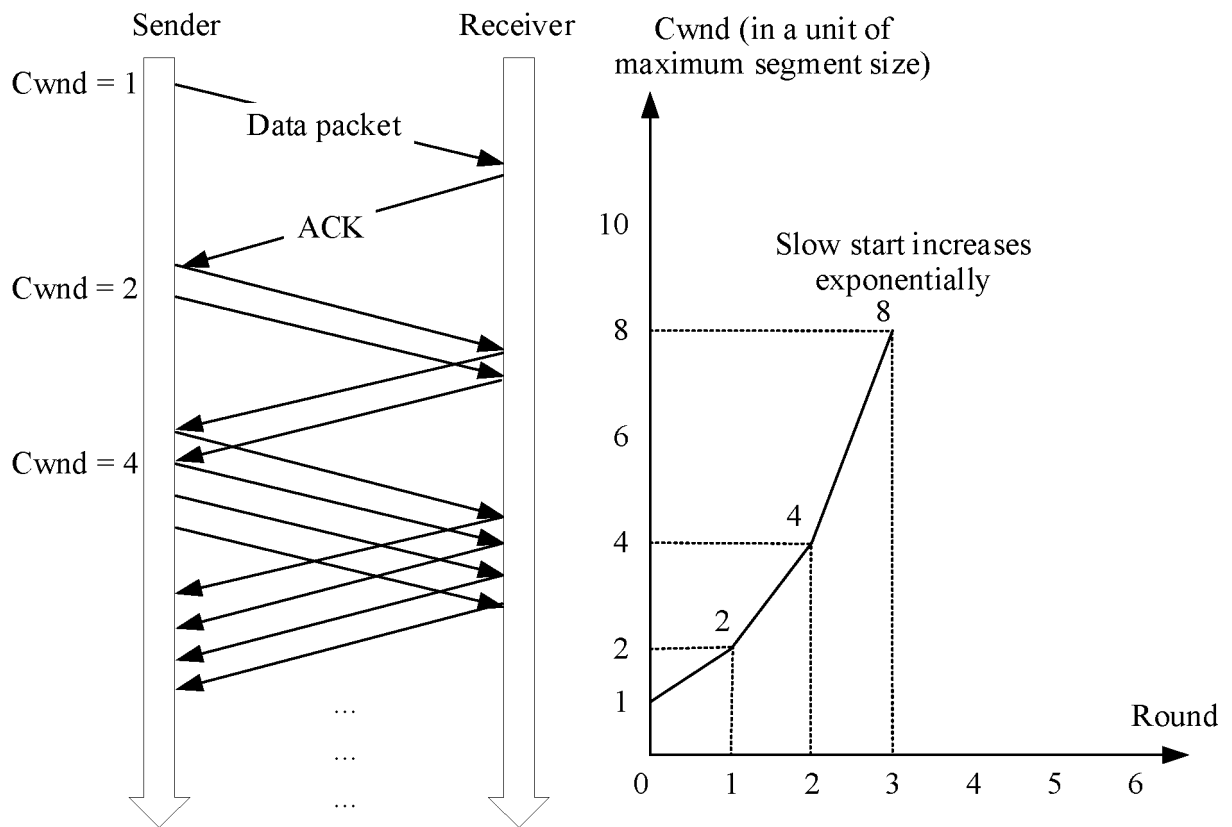 Sender
Receiver
Cwnd = 1
Data packet
ACK
Cwnd = 2
Cwnd = 4
...
...
...
Cwnd (in a unit of
maximum segment size)
10
Slow start increases
exponentially
8
8
6
4
4
2
2
1
Round
0
1
2
3
4
5
6